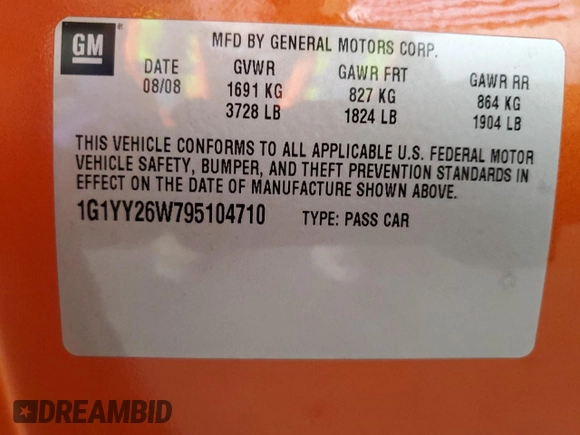 GM ®
MFD BY GENERAL MOTORS CORP.
DATE GVWR GAWR FRT GAWR RR
08/08 1691 KG 827 KG 864 KG
3728 LB 1824 LB 1904 LB
THIS VEHICLE CONFORMS TO ALL APPLICABLE U.S. FEDERAL MOTOR
VEHICLE SAFETY, BUMPER, AND THEFT PREVENTION STANDARDS IN
EFFECT ON THE DATE OF MANUFACTURE SHOWN ABOVE.
1G1YY26W795104710 TYPE: PASS CAR
DREAMBID